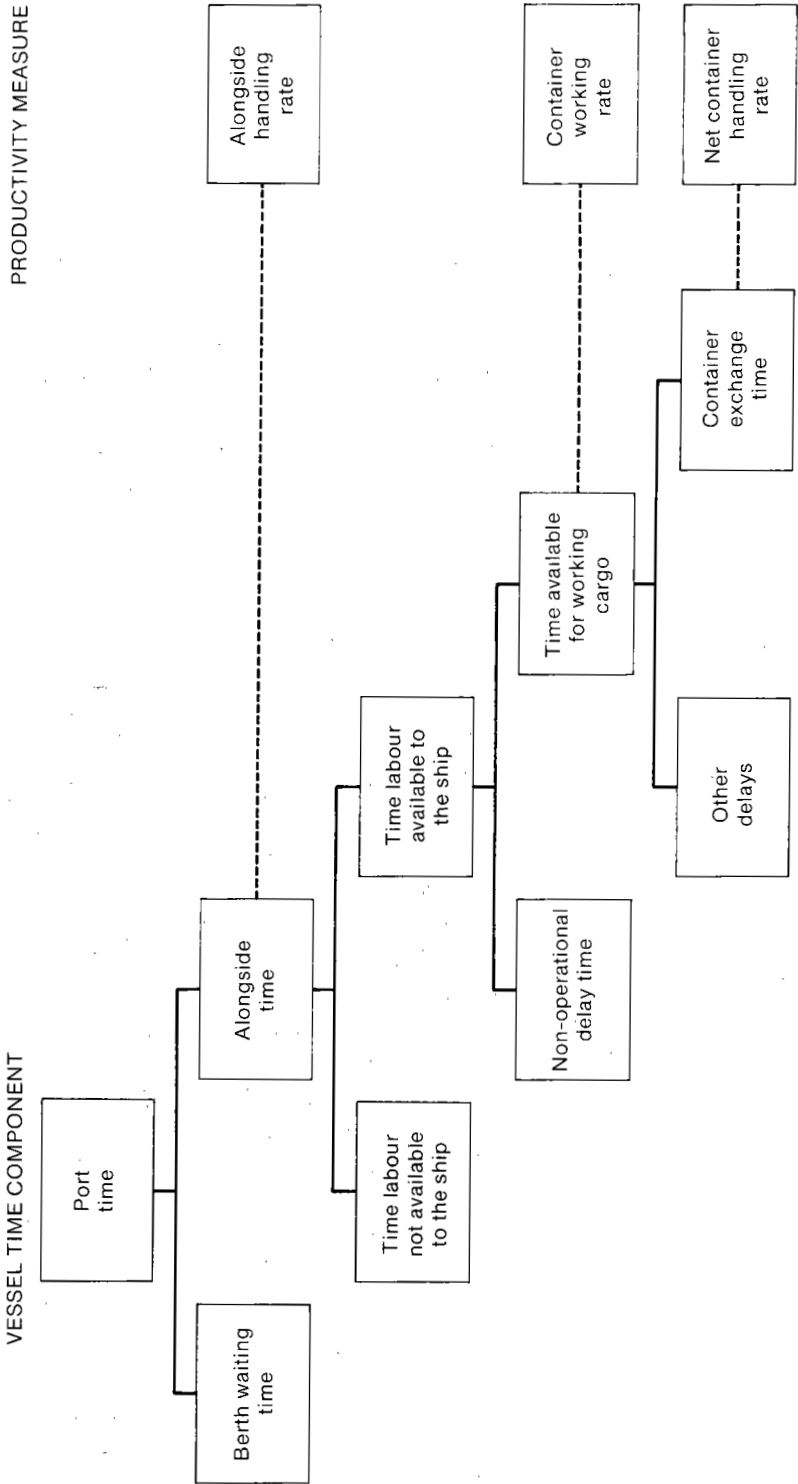 VESSEL TIME COMPONENT
PRODUCTIVITY MEASURE
Port
time
Berth waiting
time
Alongside
time
Alongside
handling
rate
Time labour
not available
to the ship
Time labour
available to
the ship
Non-operational
delay time
Time available
for working
cargo
Container
working
rate
Other
delays
Container
exchange
time
Net container
handling
rate